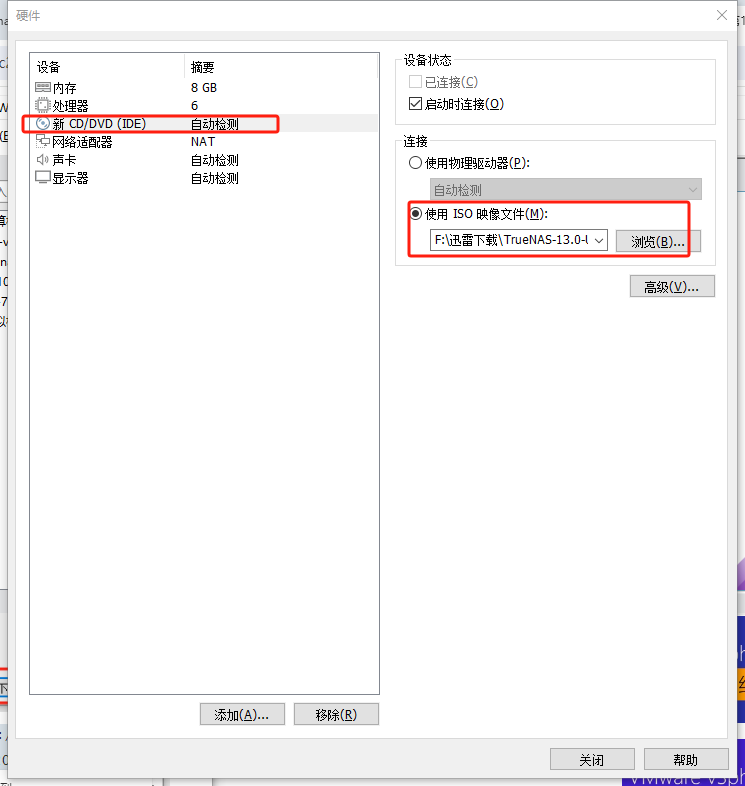 硬件
设备 摘要
内存 8 GB
处理器 6
新 CD/DVD (IDE) 自动检测
网络适配器 NAT
声卡 自动检测
显示器 自动检测
添加(A)...
移除(R)
设备状态
已连接(C)
启动时连接(O)
连接
使用物理驱动器(P):
自动检测
使用 ISO 映像文件(M):
F:\迅雷下载\TrueNAS-13.0-U
浏览(B)...
高级(V)...
关闭
帮助
VMware vSph